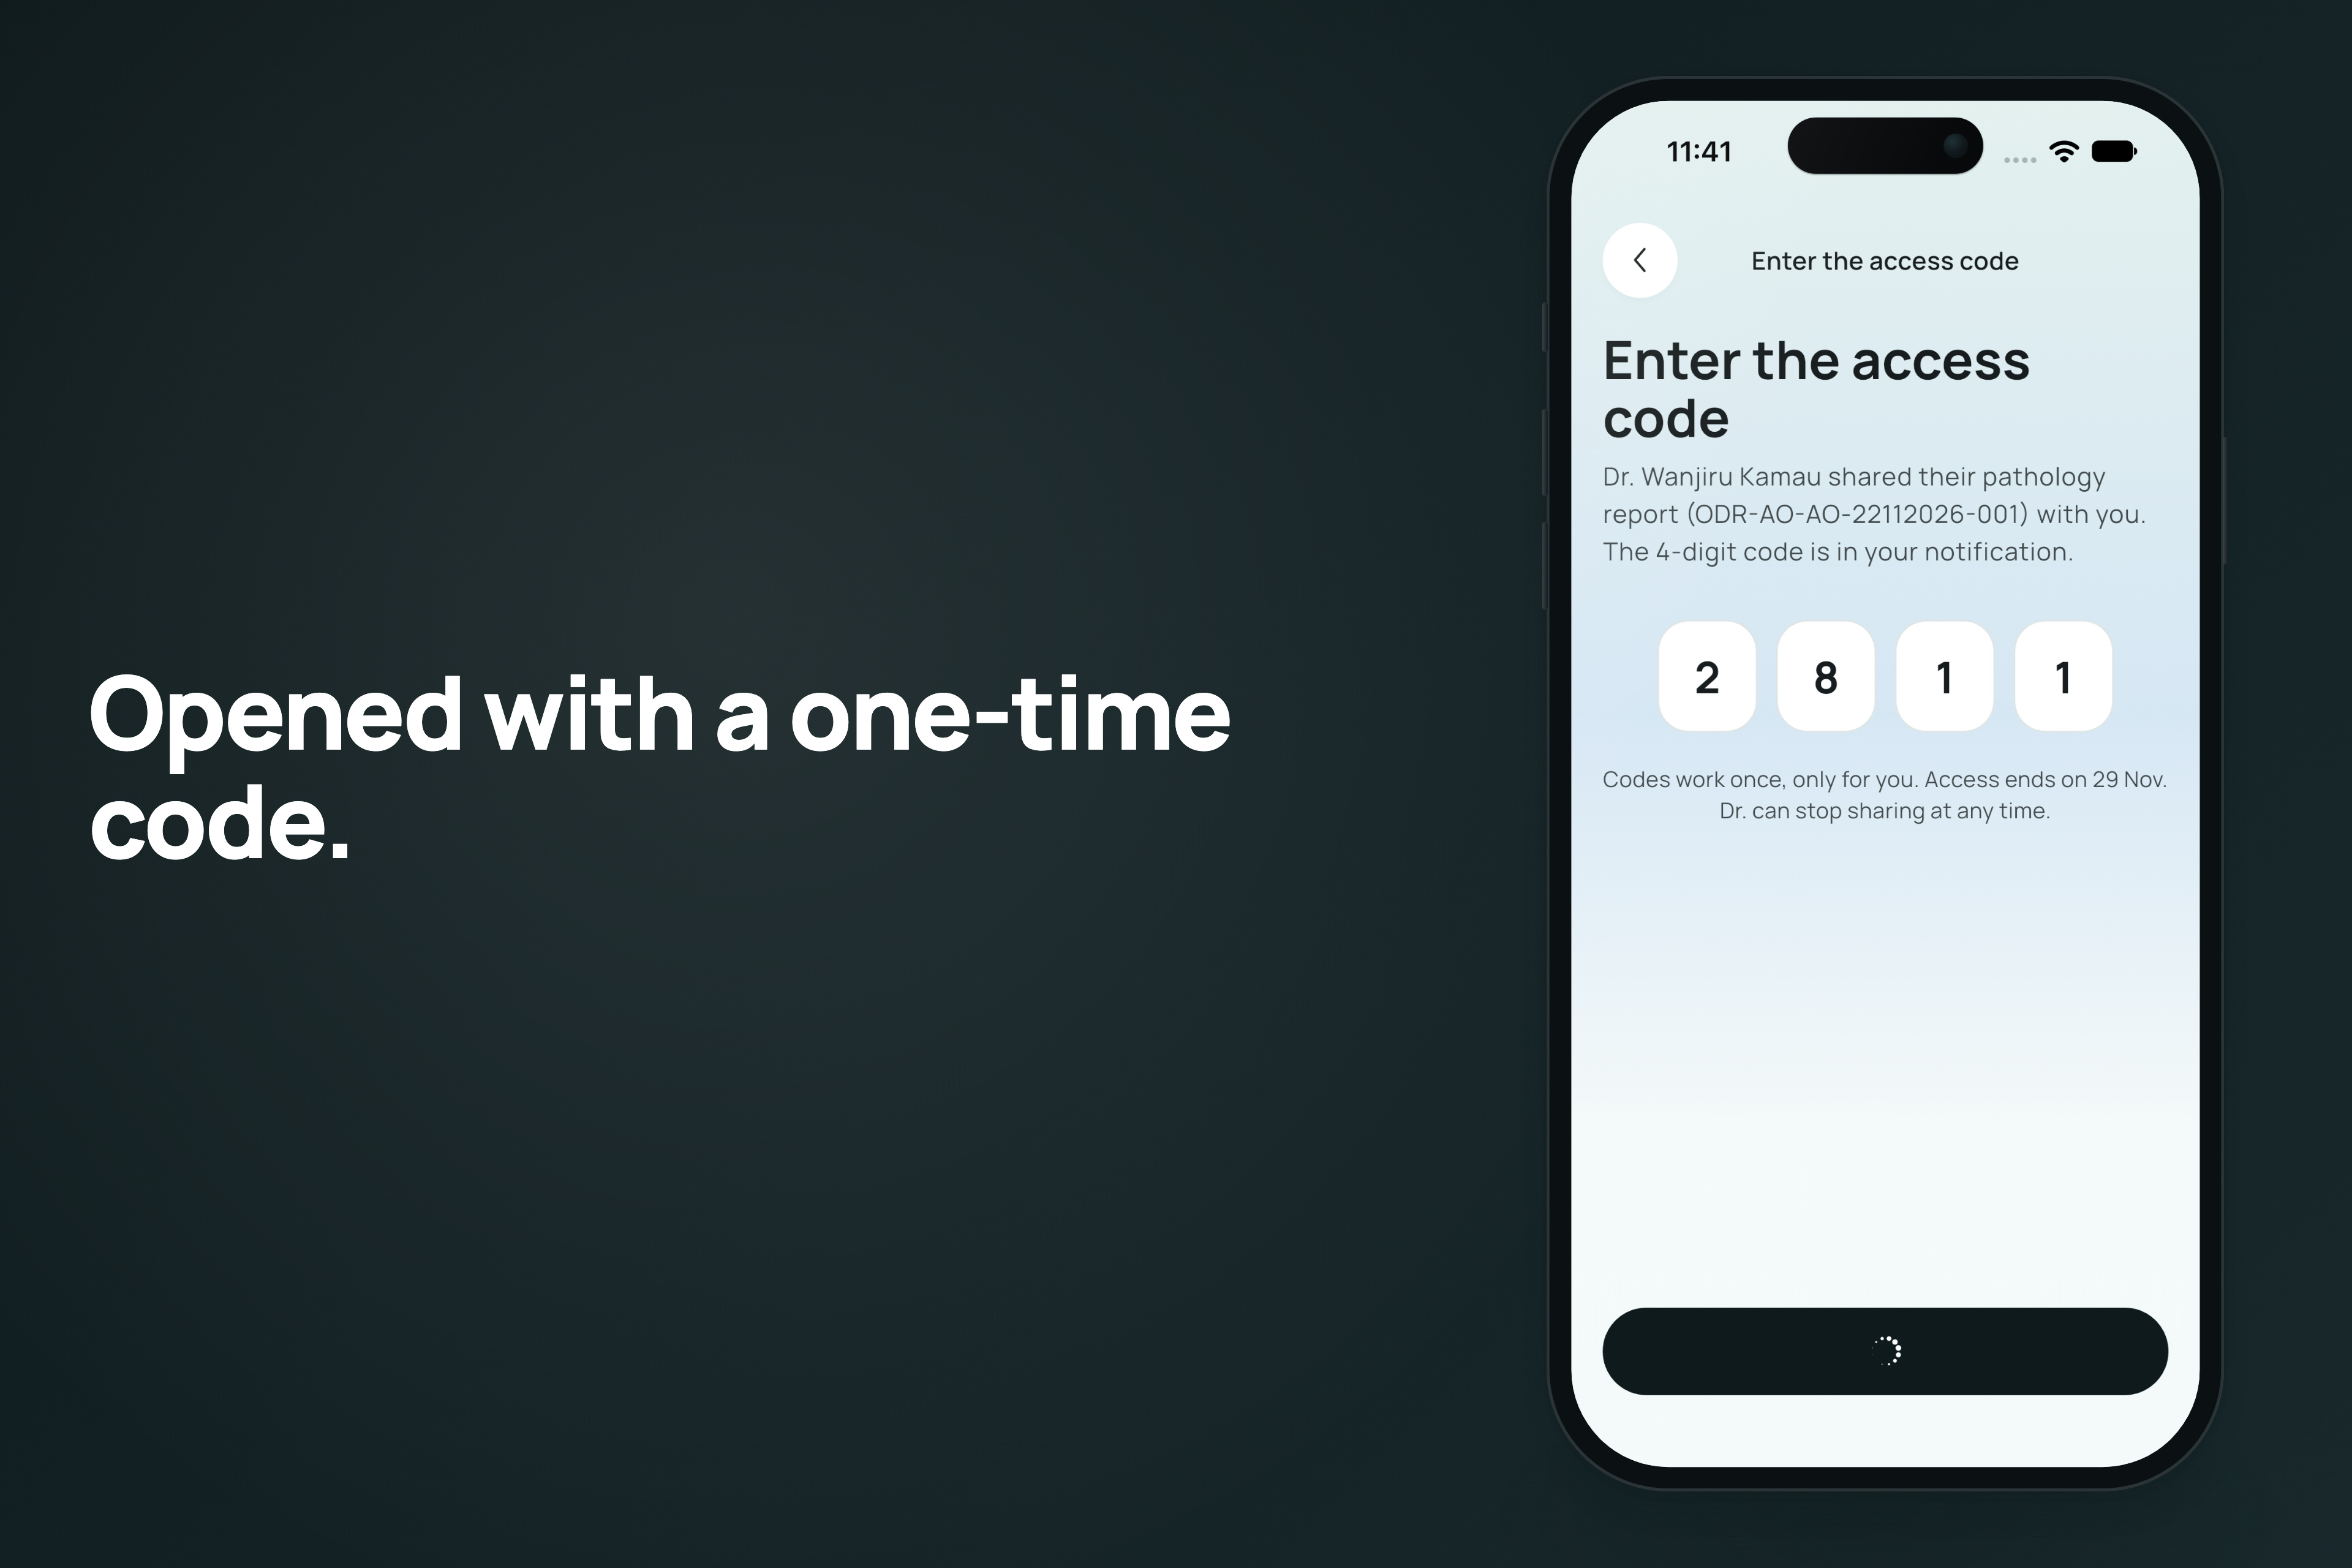 Opened with a one-time
code.
11:41
Enter the access code
Enter the access
code
Dr. Wanjiru Kamau shared their pathology
report (ODR-AO-AO-22112026-001) with you.
The 4-digit code is in your notification.
2 8 1 1
Codes work once, only for you. Access ends on 29 Nov.
Dr. can stop sharing at any time.